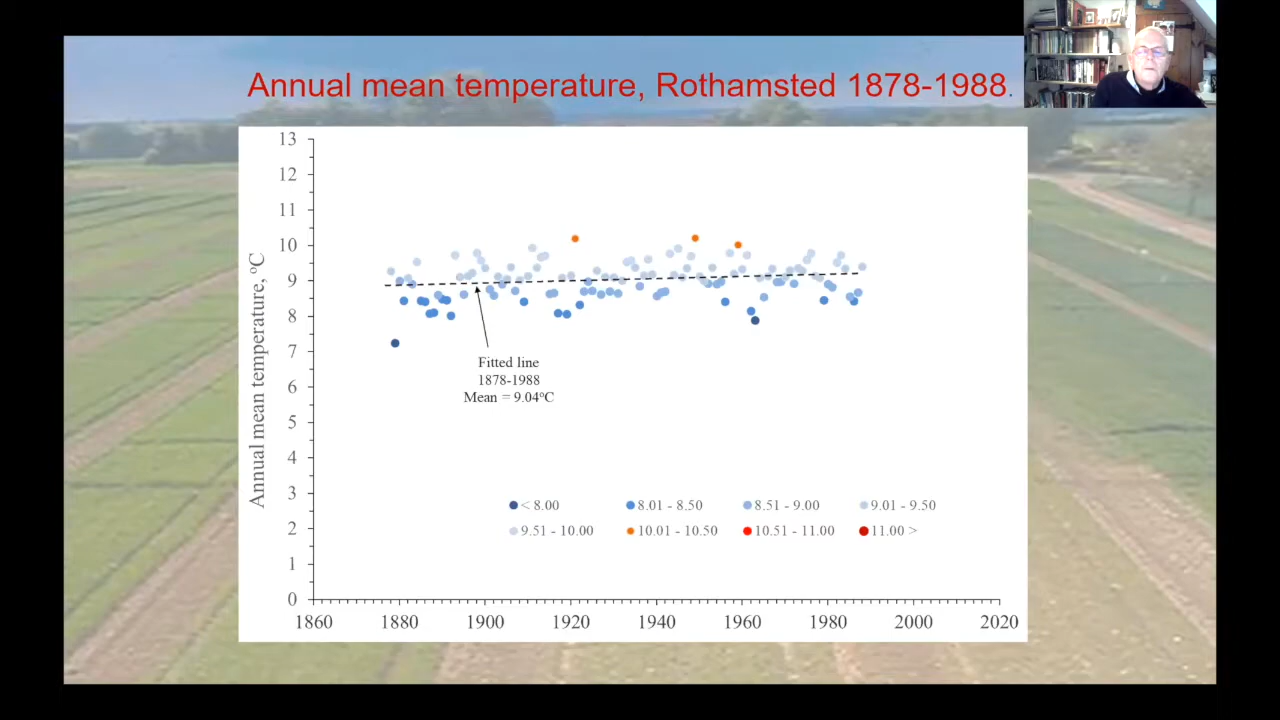 Annual mean temperature, Rothamsted 1878-1988.
13
12
11
10
9
8
7
6
5
4
3
2
1
0
Annual mean temperature, ºC
Fitted line
1878-1988
Mean = 9.04ºC
< 8.00 8.01 - 8.50 8.51 - 9.00 9.01 - 9.50
9.51 - 10.00 10.01 - 10.50 10.51 - 11.00 11.00 >
1860 1880 1900 1920 1940 1960 1980 2000 2020